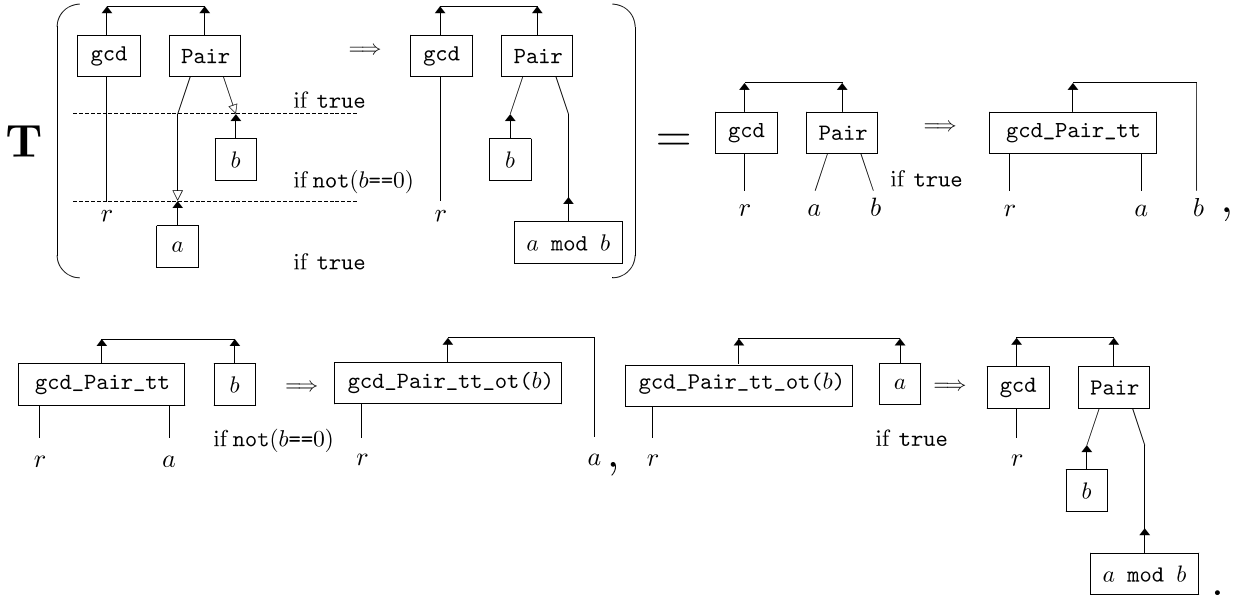 gcd Pair ⟹ gcd Pair
if true
T b b = gcd Pair ⟹ gcd_Pair_tt
if not(b==0) if true
r r r a b r a b ,
a a mod b
if true
gcd_Pair_tt b ⟹ gcd_Pair_tt_ot(b) gcd_Pair_tt_ot(b) a ⟹ gcd Pair
if not(b==0) if true
r a r a , r r
b
a mod b .